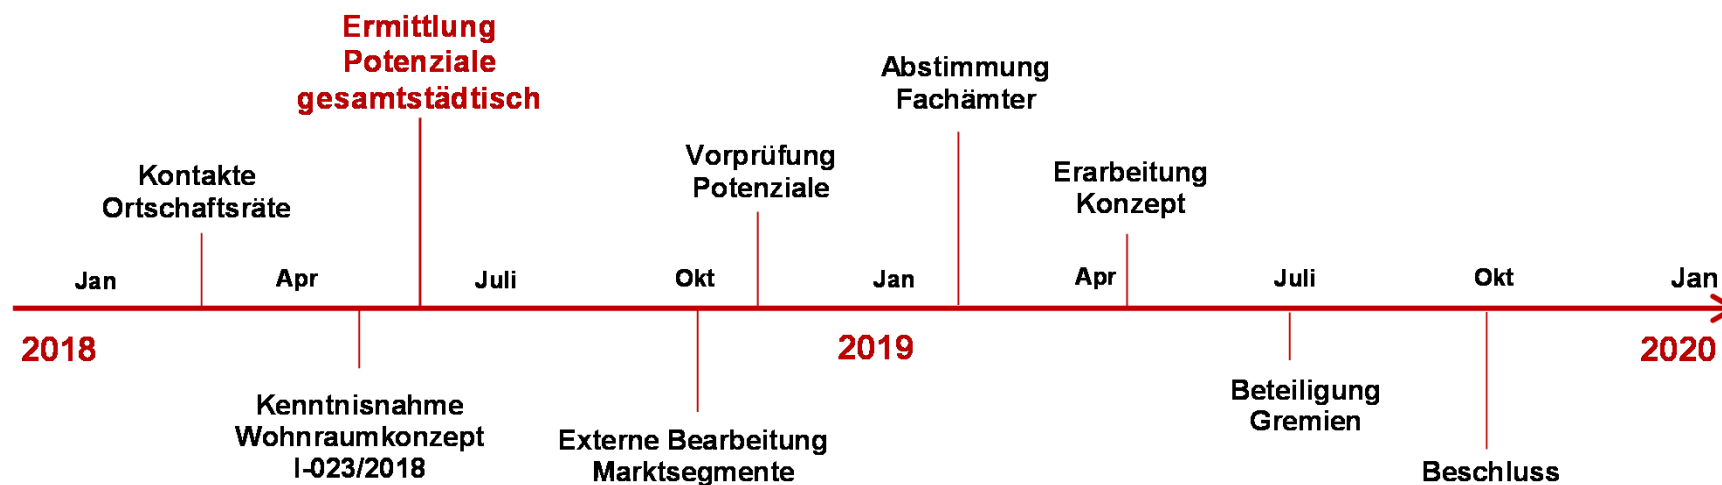 Ermittlung
Potenziale
gesamtstädtisch
Abstimmung
Fachämter
Vorprüfung
Potenziale
Kontakte
Ortschaftsräte
Erarbeitung
Konzept
Jan
Apr
Juli
Okt
Jan
Apr
Juli
Okt
Jan
2018
2019
2020
Kenntnisnahme
Wohnraumkonzept
I-023/2018
Externe Bearbeitung
Marktsegmente
Beteiligung
Gremien
Beschluss